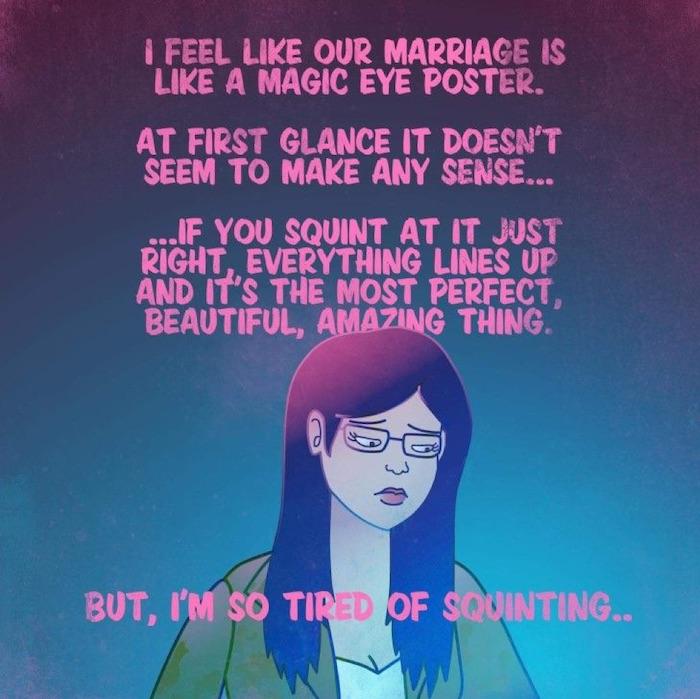 I FEEL LIKE OUR MARRIAGE IS
LIKE A MAGIC EYE POSTER.
AT FIRST GLANCE IT DOESN'T
SEEM TO MAKE ANY SENSE...
...IF YOU SQUINT AT IT JUST
RIGHT, EVERYTHING LINES UP
AND IT'S THE MOST PERFECT,
BEAUTIFUL, AMAZING THING.
BUT, I'M SO TIRED OF SQUINTING..